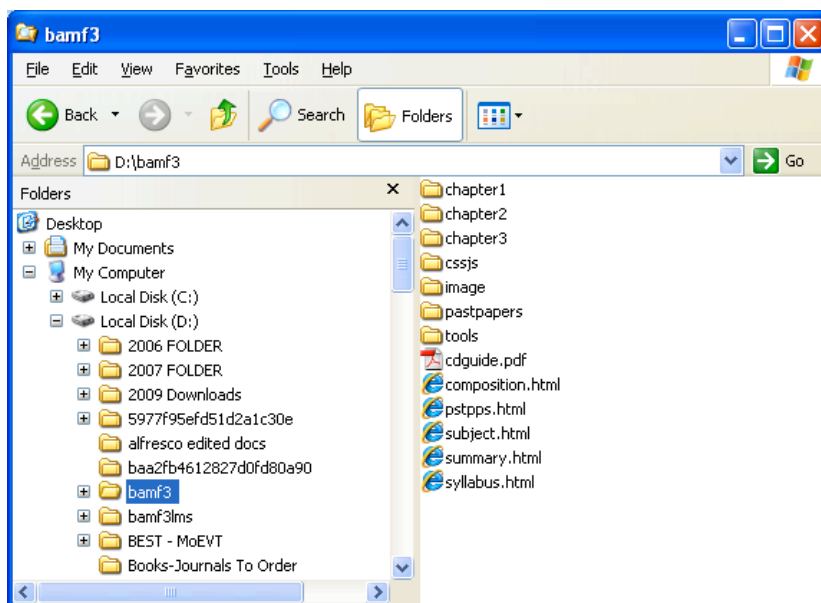 bamf3
File Edit View Favorites Tools Help
Back Search Folders
Address D:\bamf3 Go
Folders
Desktop
My Documents
My Computer
Local Disk (C:)
Local Disk (D:)
2006 FOLDER
2007 FOLDER
2009 Downloads
5977f95efd51d2a1c30e
alfresco edited docs
baa2fb4612827d0fd80a90
bamf3
bamf3lms
BEST - MoEVT
Books-Journals To Order
chapter1
chapter2
chapter3
cssjs
image
pastpapers
tools
cdguide.pdf
composition.html
pstpps.html
subject.html
summary.html
syllabus.html